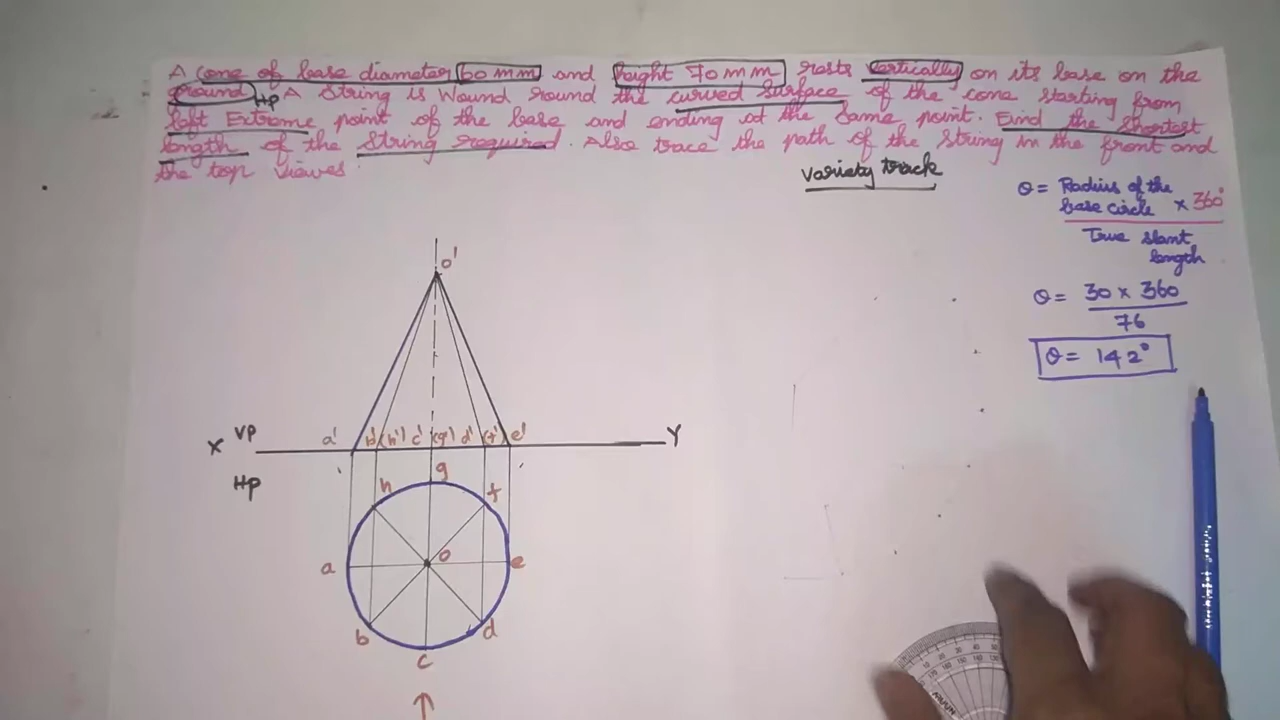 A cone of base diameter 60 mm and height 70 mm rests vertically on its base on the
ground HP A String is Wound round the curved surface of the cone starting from
left Extreme point of the base and ending at the same point. Find the shortest
length of the String required. Also trace the path of the String in the front and
the top views.
Variety track
θ = Radius of the base circle × 360°
True slant length
θ = 30 × 360
76
θ = 142°
o'
X VP a' b' (h') c' (g') d' (f') e' Y
HP
g
h f
a o e
b d
c